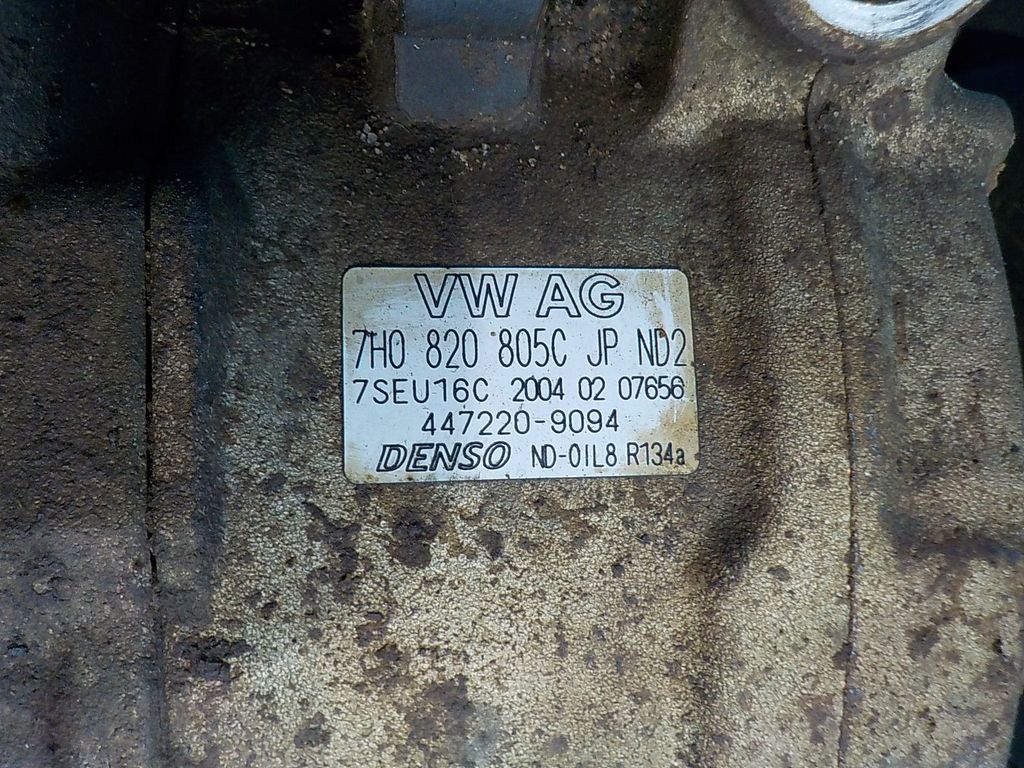 VW AG
7H0 820 805C JP ND2
7SEU16C 2004 02 07656
447220-9094
DENSO ND-OIL8 R134a